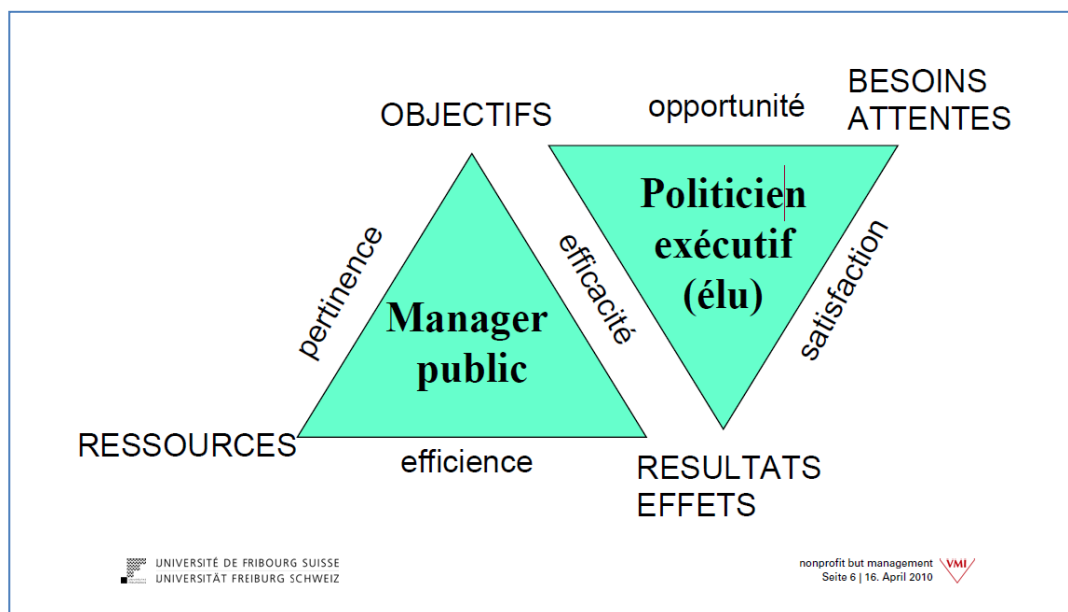 BESOINS
ATTENTES
opportunité
OBJECTIFS
Politicien
exécutif
(élu)
pertinence
efficacité
satisfaction
Manager
public
RESSOURCES
efficience
RESULTATS
EFFETS
UNIVERSITÉ DE FRIBOURG SUISSE
UNIVERSITÄT FREIBURG SCHWEIZ
nonprofit but management
Seite 6 | 16. April 2010
VMI